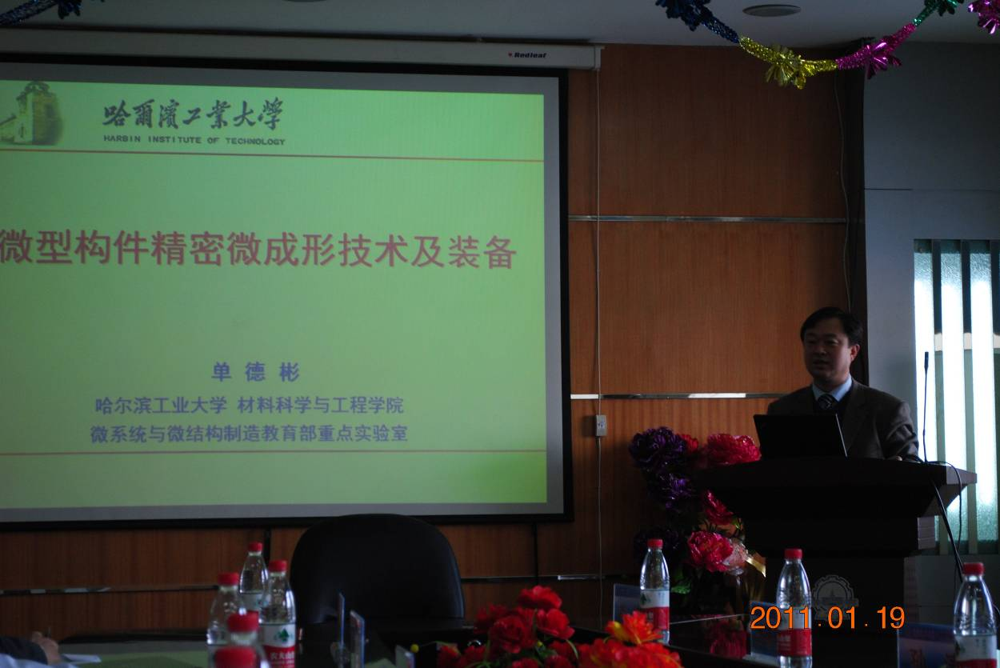 Redleaf
哈爾濱工業大學
HARBIN INSTITUTE OF TECHNOLOGY
微型构件精密微成形技术及装备
单 德 彬
哈尔滨工业大学 材料科学与工程学院
微系统与微结构制造教育部重点实验室
农夫山
2011.01.19